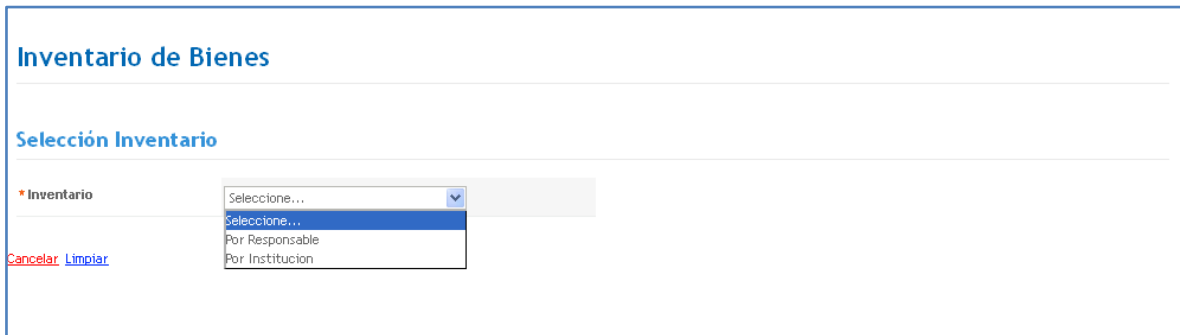 Inventario de Bienes
Selección Inventario
* Inventario
Seleccione...
Seleccione...
Por Responsable
Por Institucion
Cancelar Limpiar